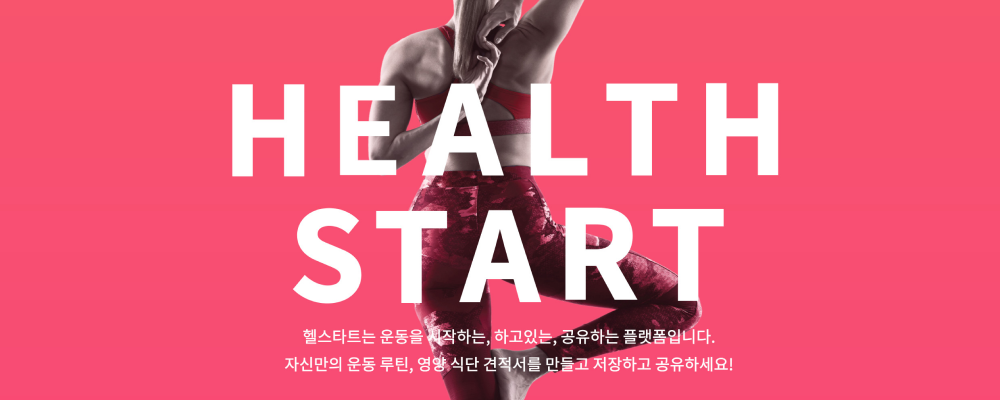 HEALTH
START
헬스타트는 운동을 시작하는, 하고있는, 공유하는 플랫폼입니다.
자신만의 운동 루틴, 영양 식단 견적서를 만들고 저장하고 공유하세요!